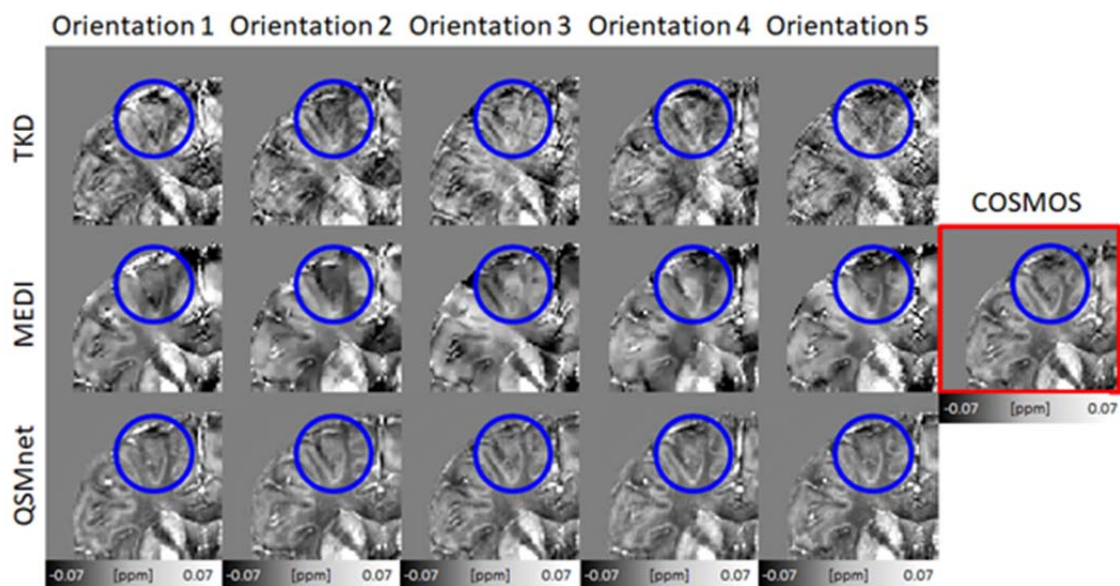 Orientation 1 Orientation 2 Orientation 3 Orientation 4 Orientation 5
TKD
COSMOS
MEDI
-0.07 [ppm] 0.07
QSMnet
-0.07 [ppm] 0.07 -0.07 [ppm] 0.07 -0.07 [ppm] 0.07 -0.07 [ppm] 0.07 -0.07 [ppm] 0.07